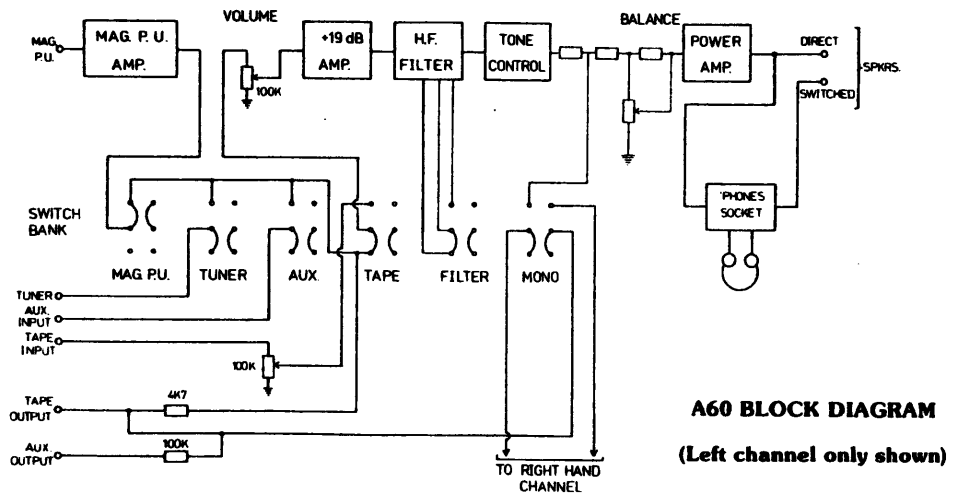 VOLUME
BALANCE
MAG.
P.U.
MAG. P. U.
AMP.
100K
+19 dB
AMP.
H.F.
FILTER
TONE
CONTROL
POWER
AMP.
DIRECT
SPKRS.
SWITCHED
'PHONES
SOCKET
SWITCH
BANK
MAG. P.U.
TUNER
AUX.
TAPE
FILTER
MONO
TUNER
AUX.
INPUT
TAPE
INPUT
100K
TAPE
OUTPUT
4K7
AUX.
OUTPUT
100K
TO RIGHT HAND
CHANNEL
A60 BLOCK DIAGRAM
(Left channel only shown)